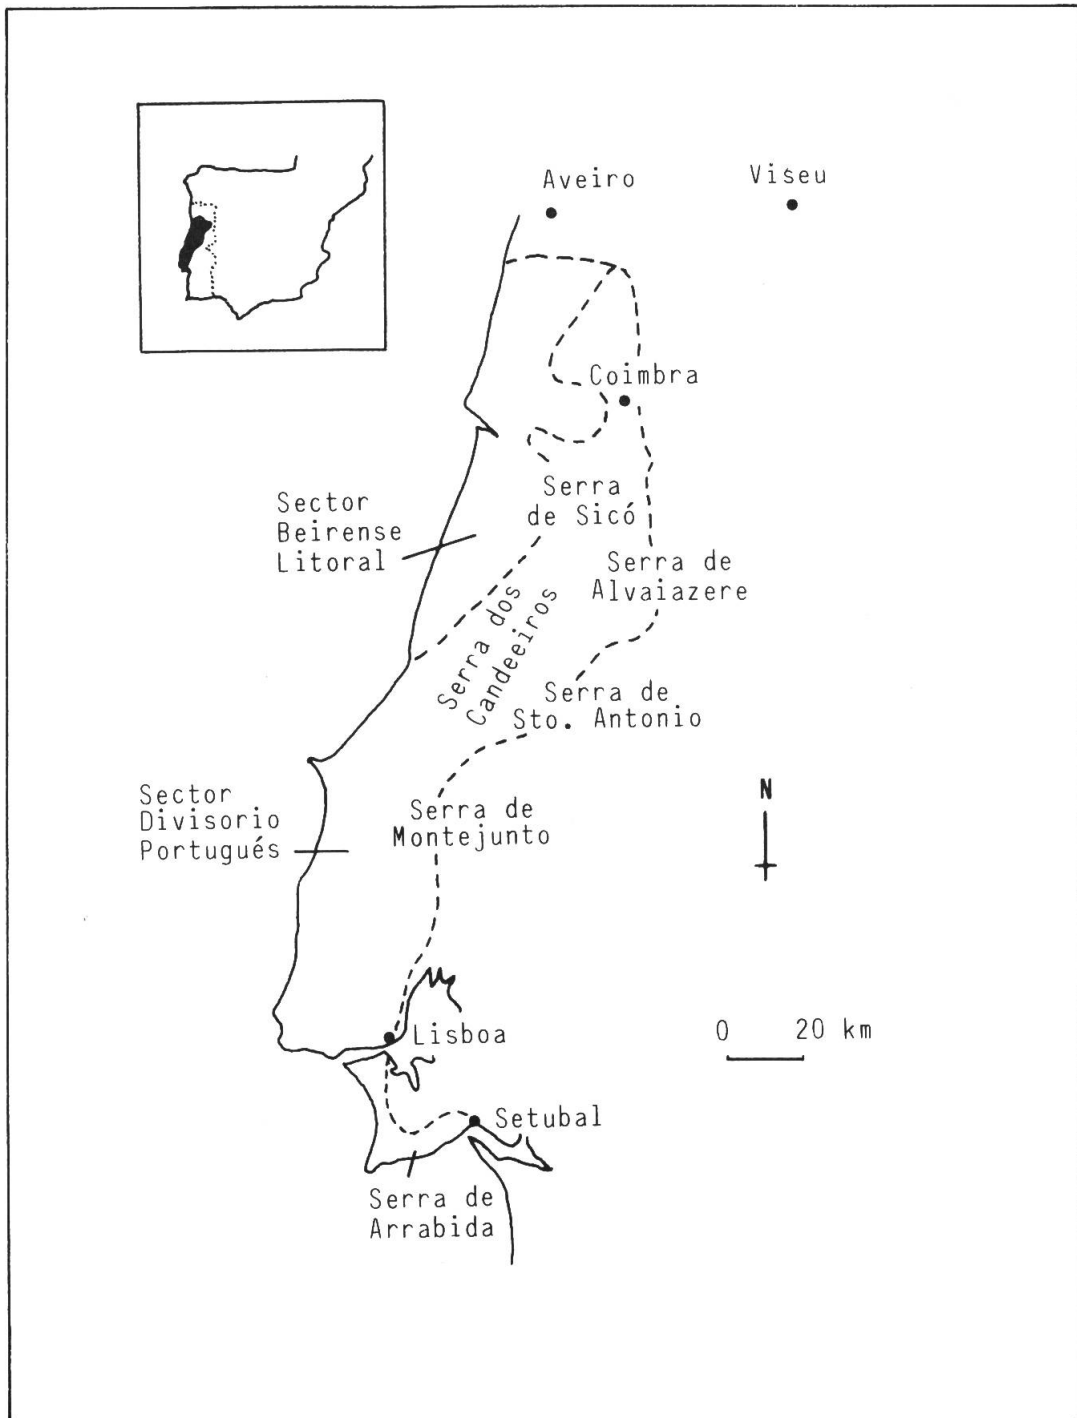 Aveiro
Viseu
Coimbra
Serra
de Sicó
Sector
Beirense
Litoral
Serra de
Alvaiazere
Serra dos
Candeeiros
Serra de
Sto. Antonio
Sector
Divisorio
Portugués
Serra de
Montejunto
N
Lisboa
0 20 km
Setubal
Serra de
Arrabida